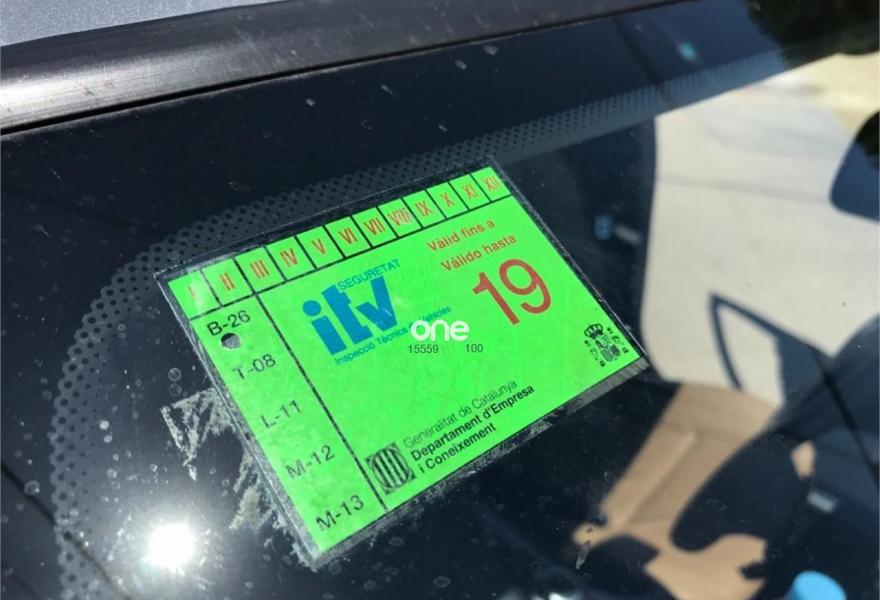 I II III IV V VI VII VIII IX X XI XII
B-26
T-08
L-11
M-12
M-13
SEGURETAT
itv
Inspecció Tècnica de Vehicles
Vàlid fins a
Válido hasta
19
one
15559 100
Generalitat de Catalunya
Departament d'Empresa
i Coneixement